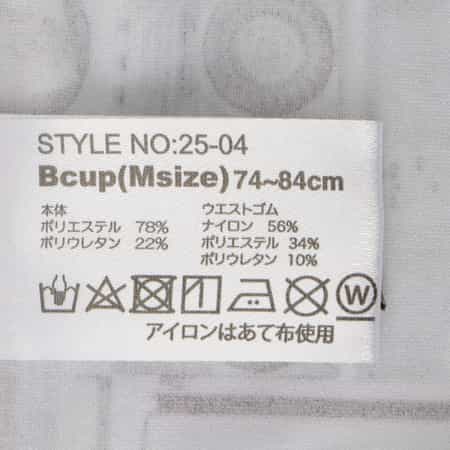 STYLE NO:25-04
Bcup(Msize)74~84cm
本体
ポリエステル 78%
ポリウレタン 22%
ウエストゴム
ナイロン 56%
ポリエステル 34%
ポリウレタン 10%
W
アイロンはあて布使用